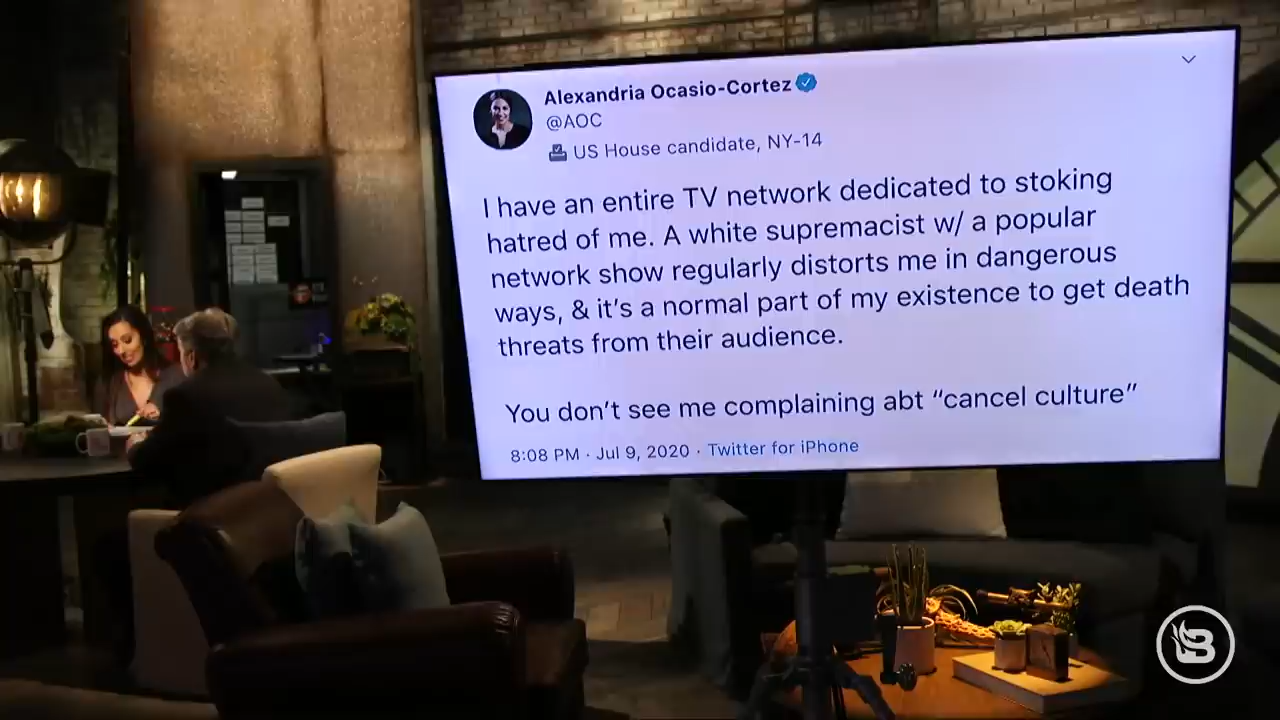 Alexandria Ocasio-Cortez
@AOC
US House candidate, NY-14
I have an entire TV network dedicated to stoking
hatred of me. A white supremacist w/ a popular
network show regularly distorts me in dangerous
ways, & it's a normal part of my existence to get death
threats from their audience.
You don't see me complaining abt “cancel culture”
8:08 PM · Jul 9, 2020 · Twitter for iPhone
B